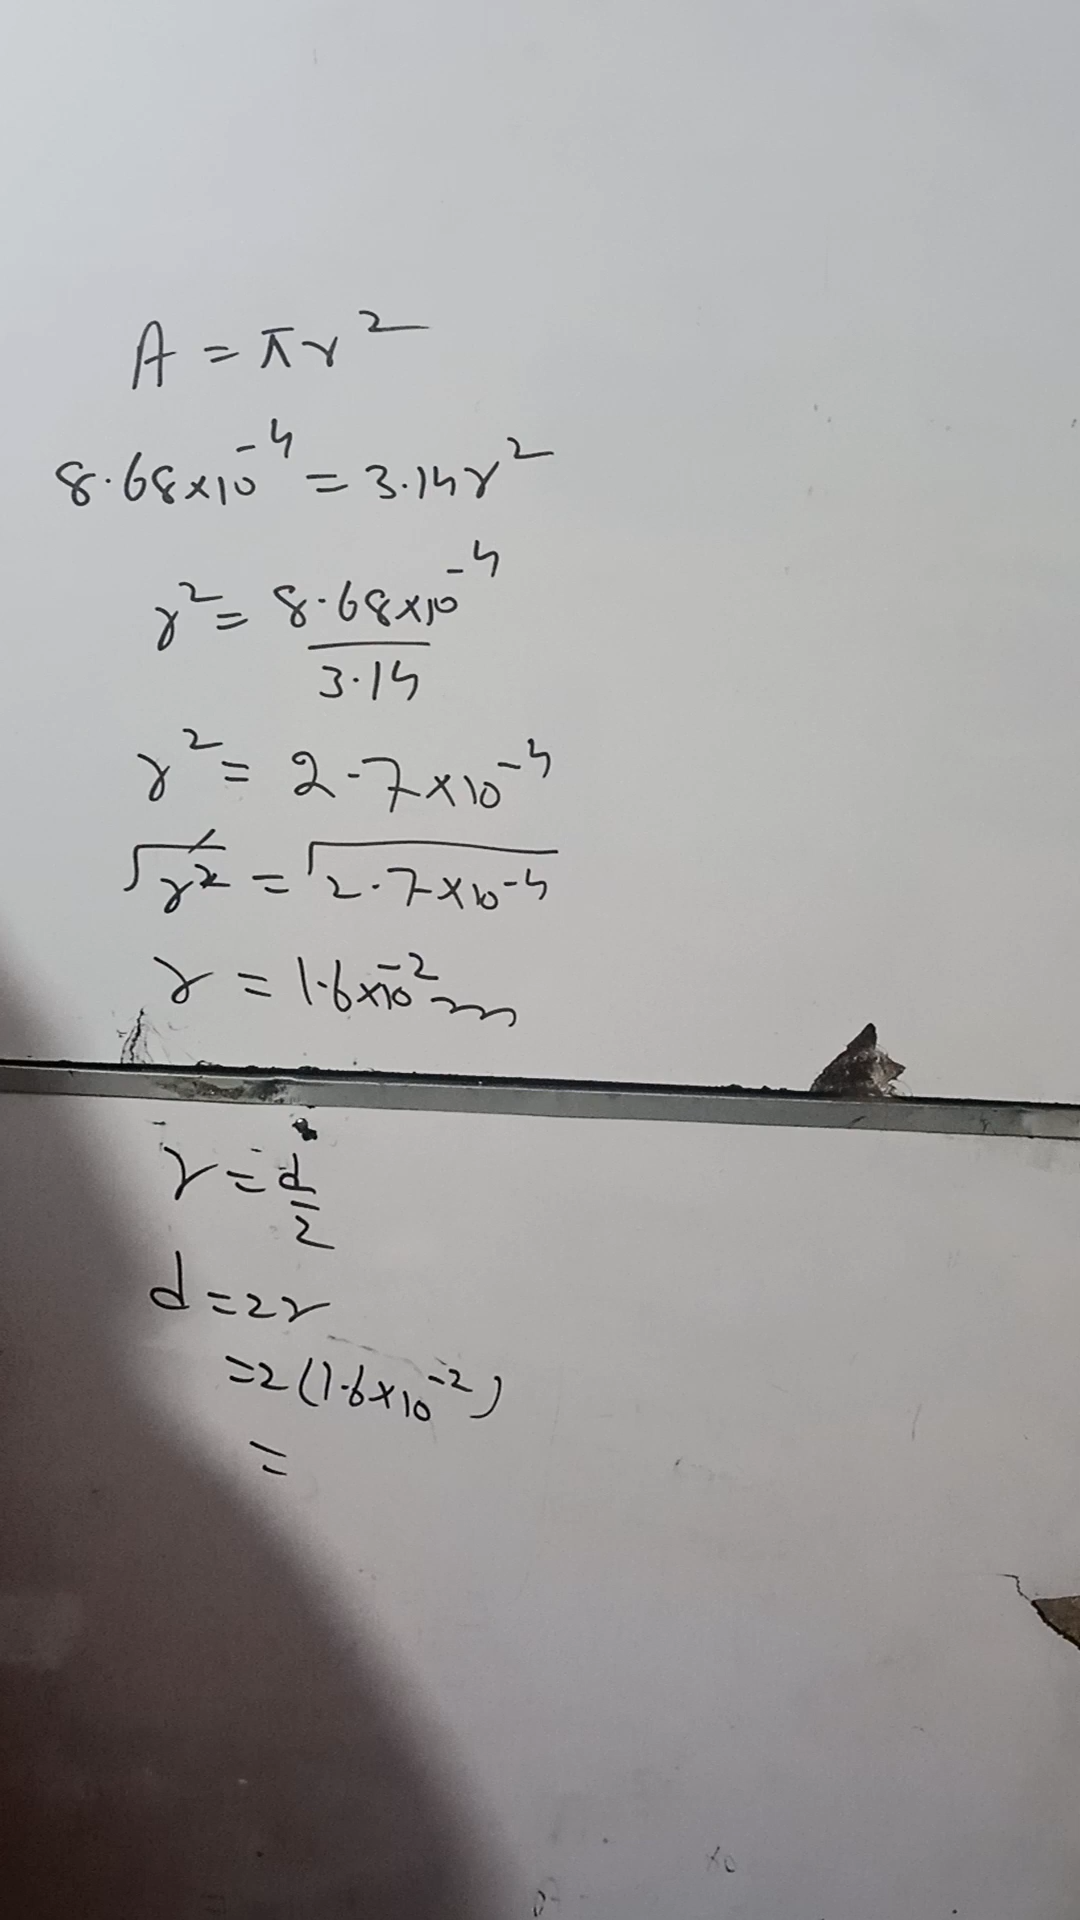 A = πr²
8.68×10⁻⁴ = 3.14r²
r² = 8.68×10⁻⁴
3.14
r² = 2.7×10⁻⁴
√r² = √2.7×10⁻⁴
r = 1.6×10⁻² m
r = d/2
d = 2r
= 2(1.6×10⁻²)
=